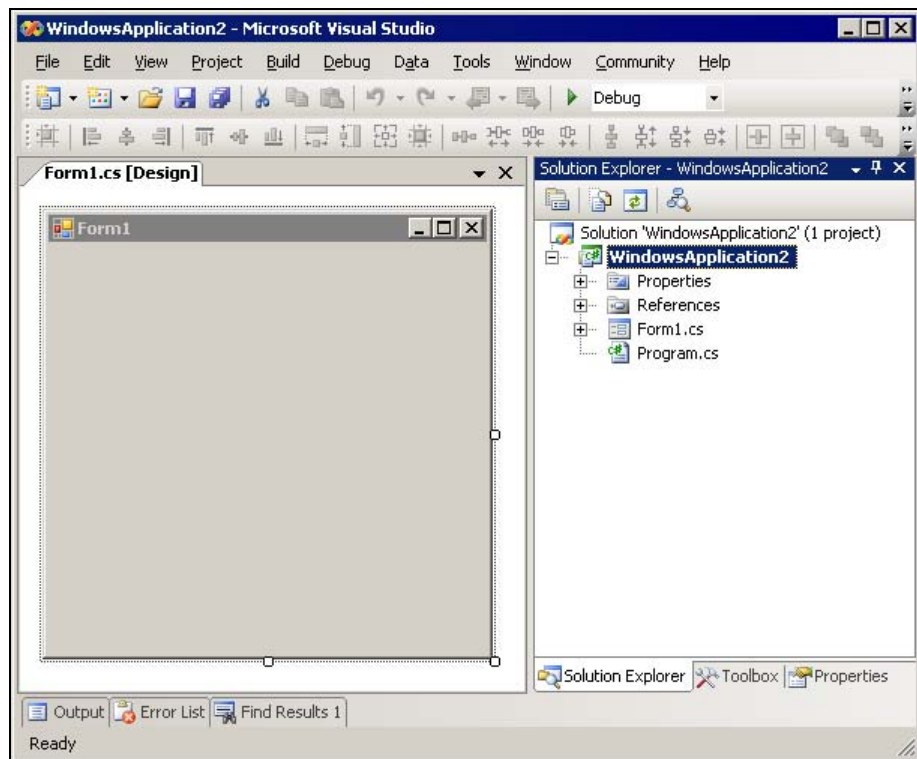 WindowsApplication2 - Microsoft Visual Studio
File Edit View Project Build Debug Data Tools Window Community Help
Debug
Form1.cs [Design]
Form1
Solution Explorer - WindowsApplication2
Solution 'WindowsApplication2' (1 project)
WindowsApplication2
Properties
References
Form1.cs
Program.cs
Solution Explorer Toolbox Properties
Output Error List Find Results 1
Ready